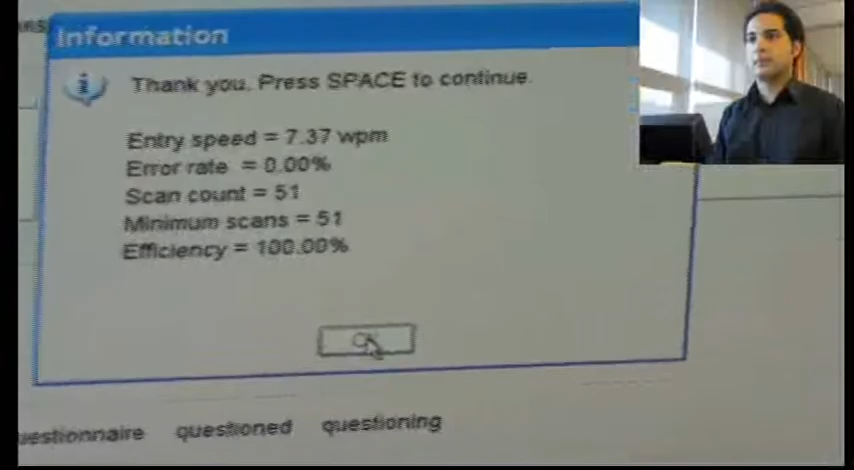 Information
Thank you. Press SPACE to continue.
Entry speed = 7.37 wpm
Error rate = 0.00%
Scan count = 51
Minimum scans = 51
Efficiency = 100.00%
questioned questioning